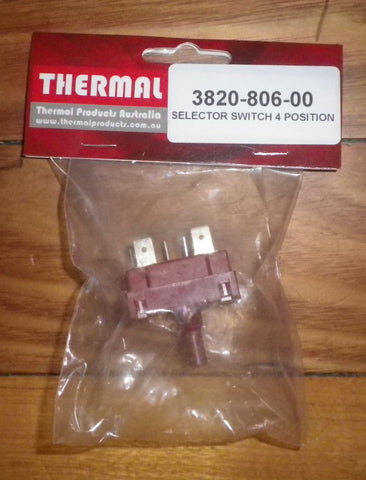 THERMAL
Thermal Products Australia
www.thermalproducts.com.au
3820-806-00
SELECTOR SWITCH 4 POSITION